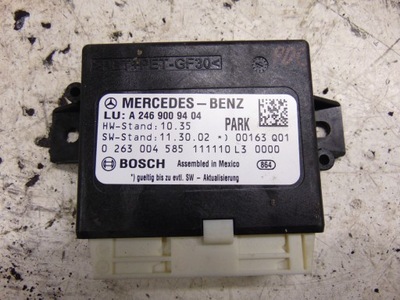 PET-GF30<
MERCEDES-BENZ
LU: A 246 900 94 04
HW-Stand: 10.35 PARK
SW-Stand: 11.30.02 *) 00163 Q01
0 263 004 585 111110 L3 0000
BOSCH Assembled in Mexico 864
*) gueltig bis zu evtl. SW - Aktualisierung